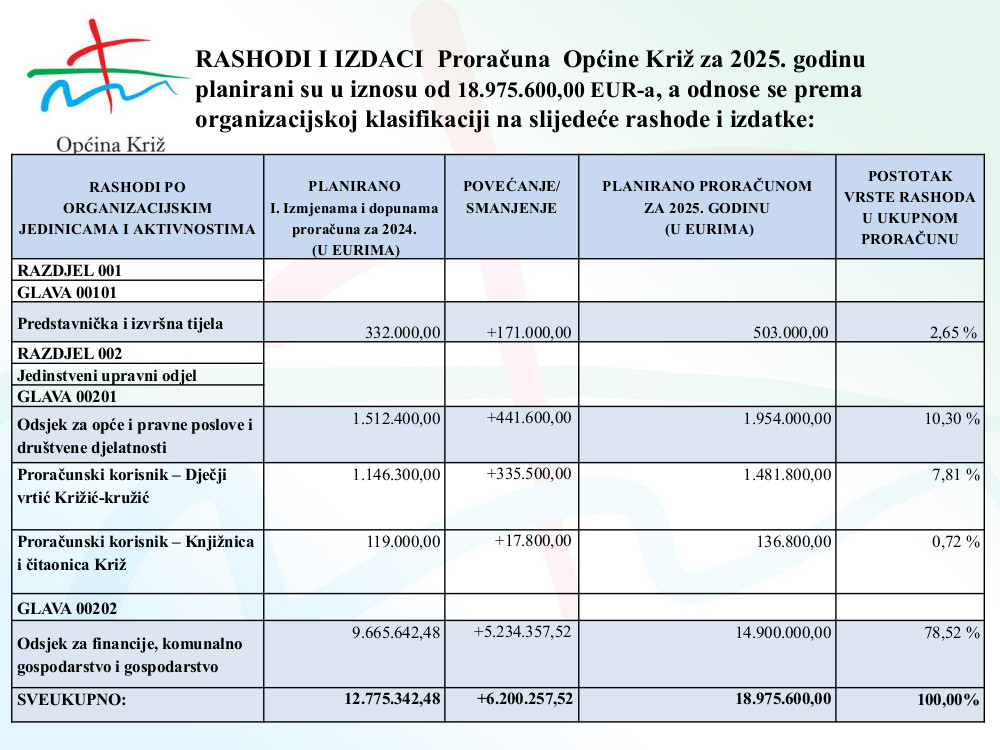 RASHODI I IZDACI Proračuna Općine Križ za 2025. godinu
planirani su u iznosu od 18.975.600,00 EUR-a, a odnose se prema
organizacijskoj klasifikaciji na slijedeće rashode i izdatke:
Općina Križ
RASHODI PO
ORGANIZACIJSKIM
JEDINICAMA I AKTIVNOSTIMA
PLANIRANO
I. Izmjenama i dopunama
proračuna za 2024.
(U EURIMA)
POVEĆANJE/
SMANJENJE
PLANIRANO PRORAČUNOM
ZA 2025. GODINU
(U EURIMA)
POSTOTAK
VRSTE RASHODA
U UKUPNOM
PRORAČUNU
RAZDJEL 001
GLAVA 00101
Predstavnička i izvršna tijela 332.000,00 +171.000,00 503.000,00 2,65 %
RAZDJEL 002
Jedinstveni upravni odjel
GLAVA 00201
Odsjek za opće i pravne poslove i
društvene djelatnosti
1.512.400,00 +441.600,00 1.954.000,00 10,30 %
Proračunski korisnik – Dječji
vrtić Križić-kružić
1.146.300,00 +335.500,00 1.481.800,00 7,81 %
Proračunski korisnik – Knjižnica
i čitaonica Križ
119.000,00 +17.800,00 136.800,00 0,72 %
GLAVA 00202
Odsjek za financije, komunalno
gospodarstvo i gospodarstvo
9.665.642,48 +5.234.357,52 14.900.000,00 78,52 %
SVEUKUPNO: 12.775.342,48 +6.200.257,52 18.975.600,00 100,00%